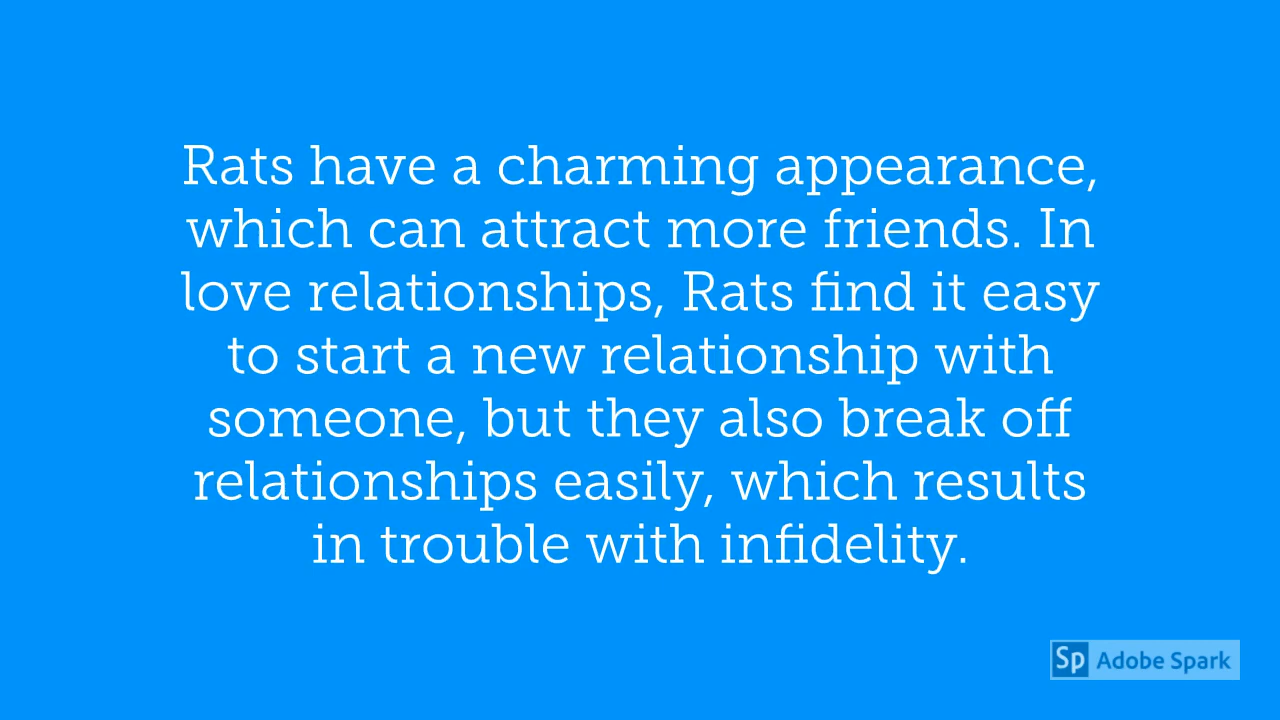 Rats have a charming appearance,
which can attract more friends. In
love relationships, Rats find it easy
to start a new relationship with
someone, but they also break off
relationships easily, which results
in trouble with infidelity.
Sp Adobe Spark